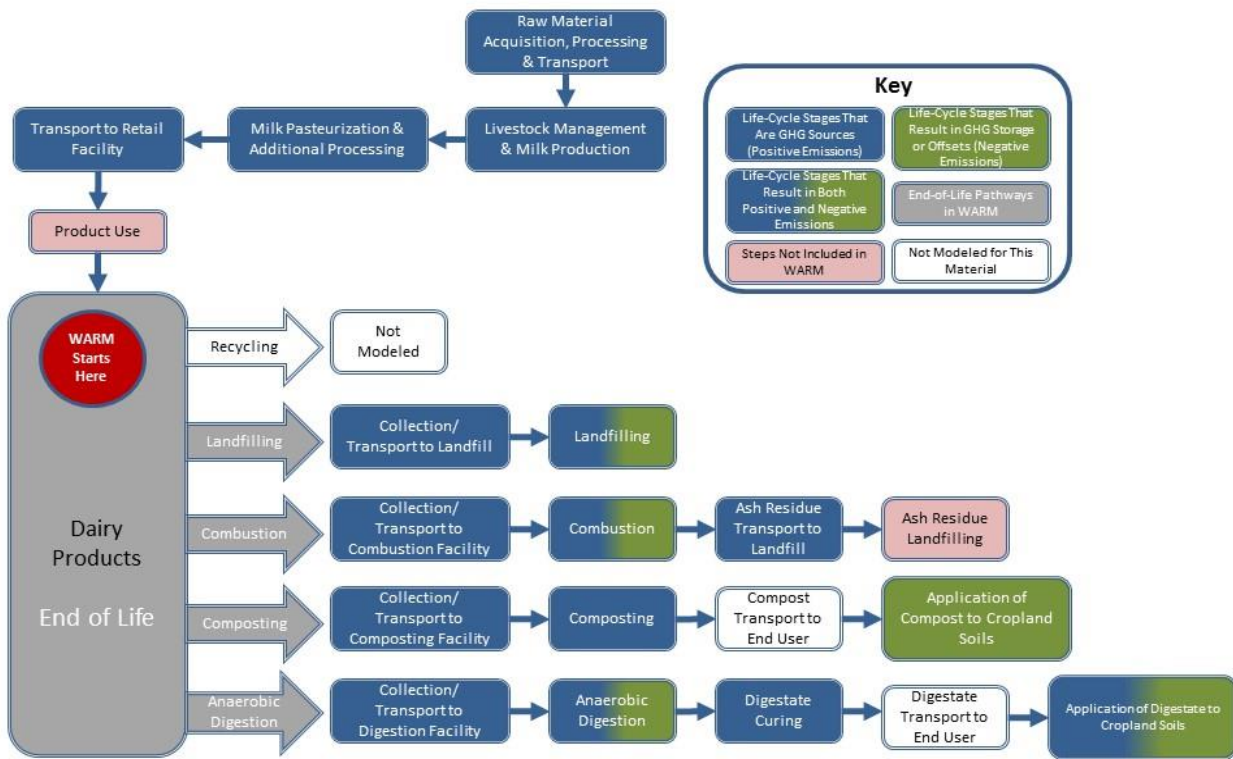 Raw Material
Acquisition, Processing
& Transport
Transport to Retail
Facility
Milk Pasteurization &
Additional Processing
Livestock Management
& Milk Production
Product Use
Key
Life-Cycle Stages That
Are GHG Sources
(Positive Emissions)
Life-Cycle Stages That
Result in GHG Storage
or Offsets (Negative
Emissions)
Life-Cycle Stages That
Result in Both
Positive and Negative
Emissions
End-of-Life Pathways
in WARM
Steps Not Included in
WARM
Not Modeled for This
Material
WARM
Starts
Here
Dairy
Products
End of Life
Recycling
Not
Modeled
Landfilling
Collection/
Transport to Landfill
Landfilling
Combustion
Collection/
Transport to
Combustion Facility
Combustion
Ash Residue
Transport to
Landfill
Ash Residue
Landfilling
Composting
Collection/
Transport to
Composting Facility
Composting
Compost
Transport to
End User
Application of
Compost to Cropland
Soils
Anaerobic
Digestion
Collection/
Transport to
Digestion Facility
Anaerobic
Digestion
Digestate
Curing
Digestate
Transport to
End User
Application of Digestate to
Cropland Soils